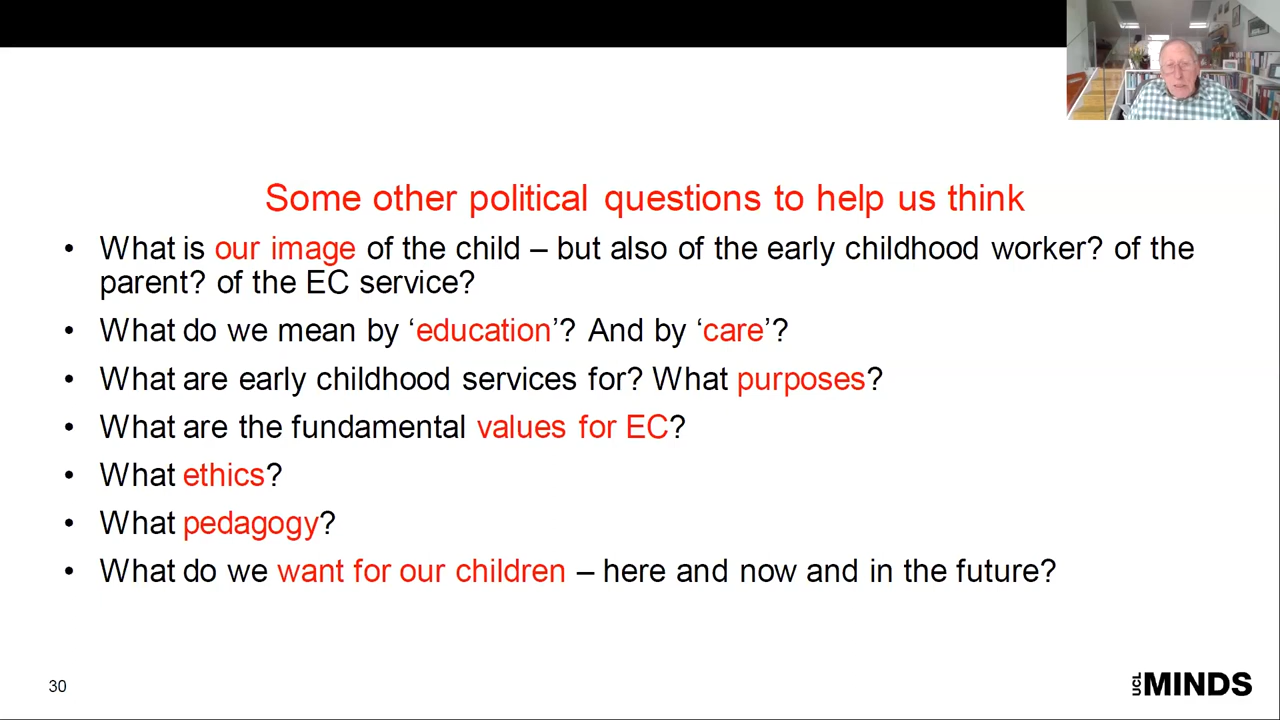 Some other political questions to help us think
• What is our image of the child – but also of the early childhood worker? of the
parent? of the EC service?
• What do we mean by ‘education’? And by ‘care’?
• What are early childhood services for? What purposes?
• What are the fundamental values for EC?
• What ethics?
• What pedagogy?
• What do we want for our children – here and now and in the future?
30
UCL MINDS